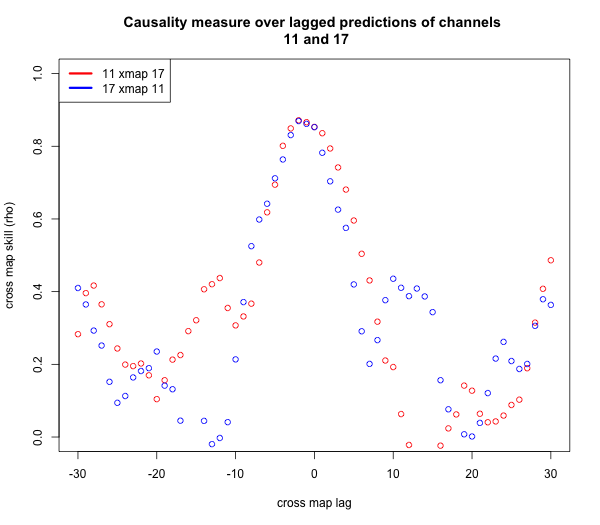 Causality measure over lagged predictions of channels
11 and 17
11 xmap 17
17 xmap 11
cross map skill (rho)
1.0
0.8
0.6
0.4
0.2
0.0
-30 -20 -10 0 10 20 30
cross map lag